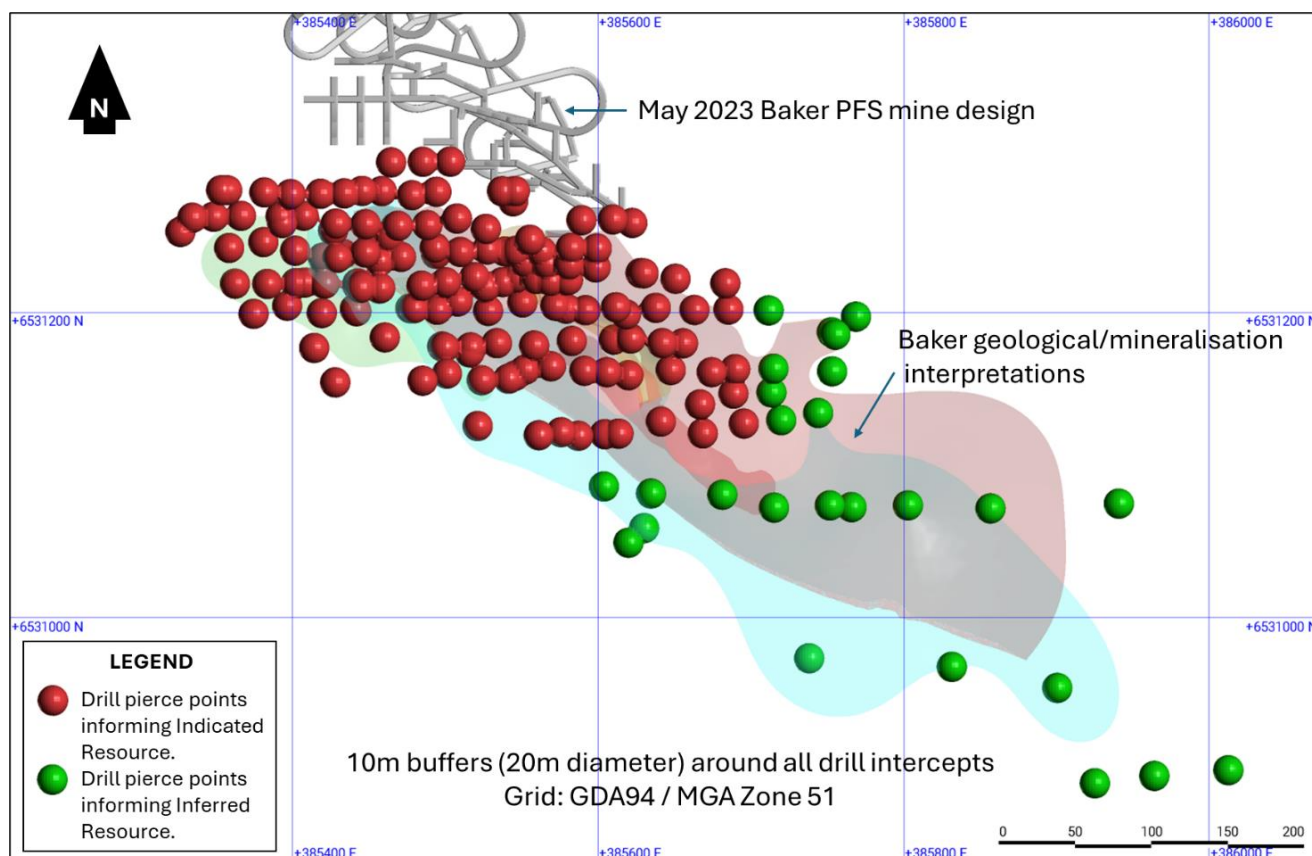 +385400 E
+385600 E
+385800 E
+386000 E
N
May 2023 Baker PFS mine design
+6531200 N
+6531200 N
Baker geological/mineralisation
interpretations
+6531000 N
+6531000 N
LEGEND
Drill pierce points
informing Indicated
Resource.
Drill pierce points
informing Inferred
Resource.
10m buffers (20m diameter) around all drill intercepts
Grid: GDA94 / MGA Zone 51
0 50 100 150 200
+385400 E
+385600 E
+385800 E
+386000 E